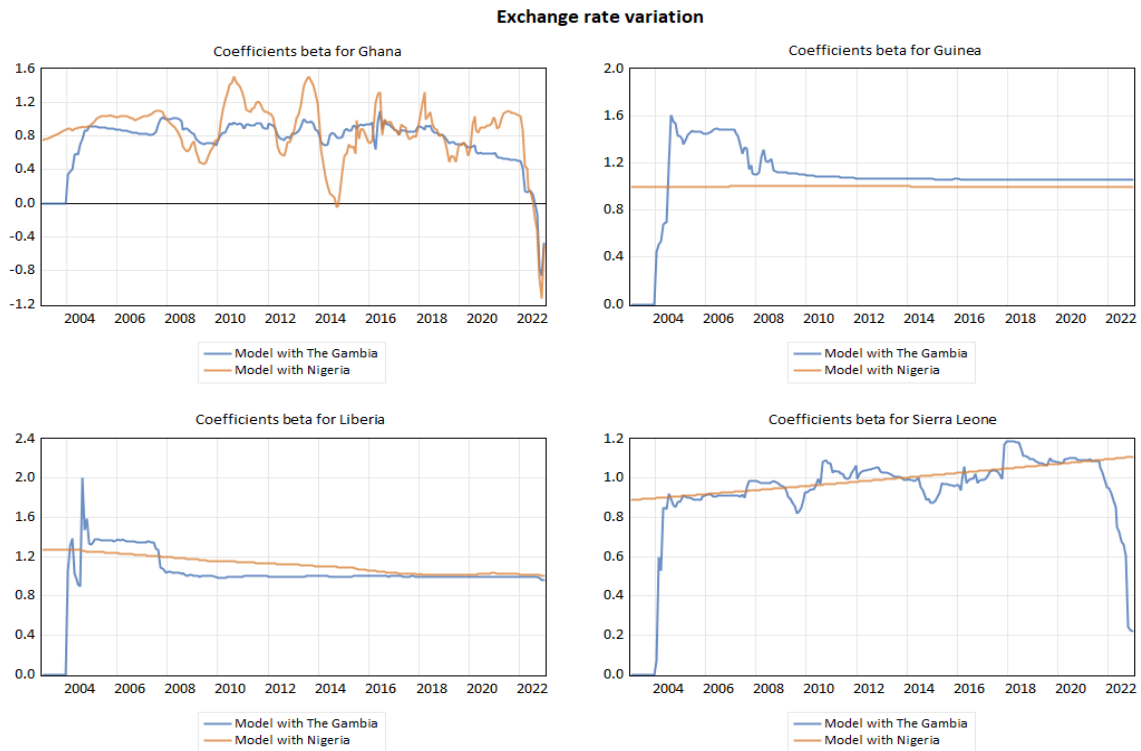 Exchange rate variation
Coefficients beta for Ghana
1.6
1.2
0.8
0.4
0.0
-0.4
-0.8
-1.2
2004 2006 2008 2010 2012 2014 2016 2018 2020 2022
Model with The Gambia
Model with Nigeria
Coefficients beta for Guinea
2.0
1.6
1.2
0.8
0.4
0.0
2004 2006 2008 2010 2012 2014 2016 2018 2020 2022
Model with The Gambia
Model with Nigeria
Coefficients beta for Liberia
2.4
2.0
1.6
1.2
0.8
0.4
0.0
2004 2006 2008 2010 2012 2014 2016 2018 2020 2022
Model with The Gambia
Model with Nigeria
Coefficients beta for Sierra Leone
1.2
1.0
0.8
0.6
0.4
0.2
0.0
2004 2006 2008 2010 2012 2014 2016 2018 2020 2022
Model with The Gambia
Model with Nigeria